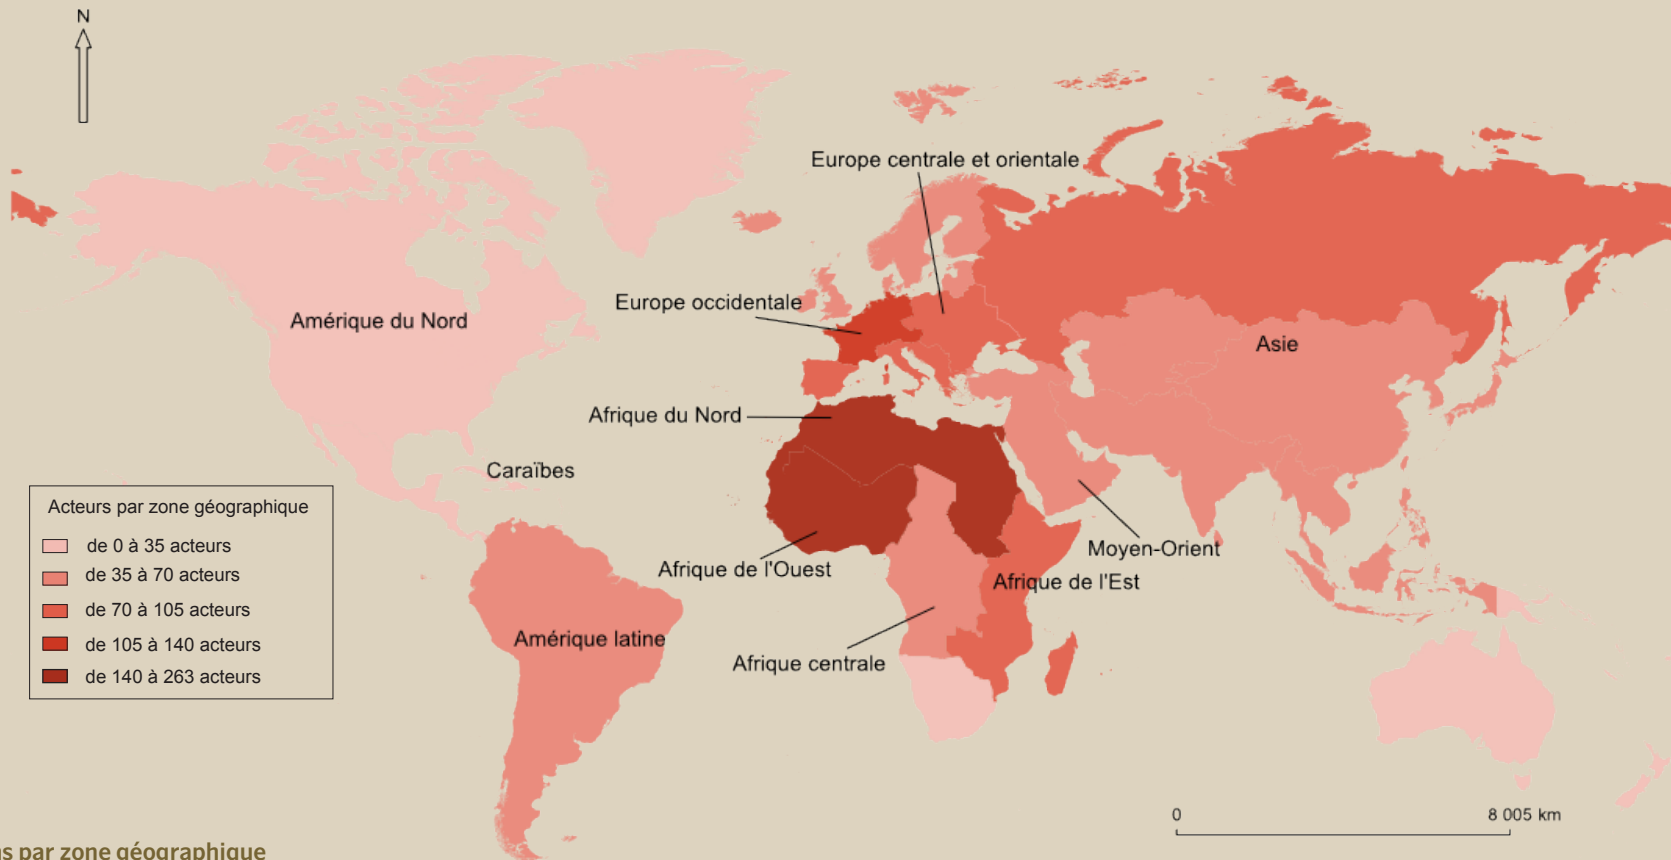 N
Europe centrale et orientale
Europe occidentale
Amérique du Nord
Asie
Afrique du Nord
Caraïbes
Acteurs par zone géographique
de 0 à 35 acteurs
de 35 à 70 acteurs
de 70 à 105 acteurs
de 105 à 140 acteurs
de 140 à 263 acteurs
Moyen-Orient
Afrique de l'Ouest
Afrique de l'Est
Amérique latine
Afrique centrale
0 8 005 km
par zone géographique